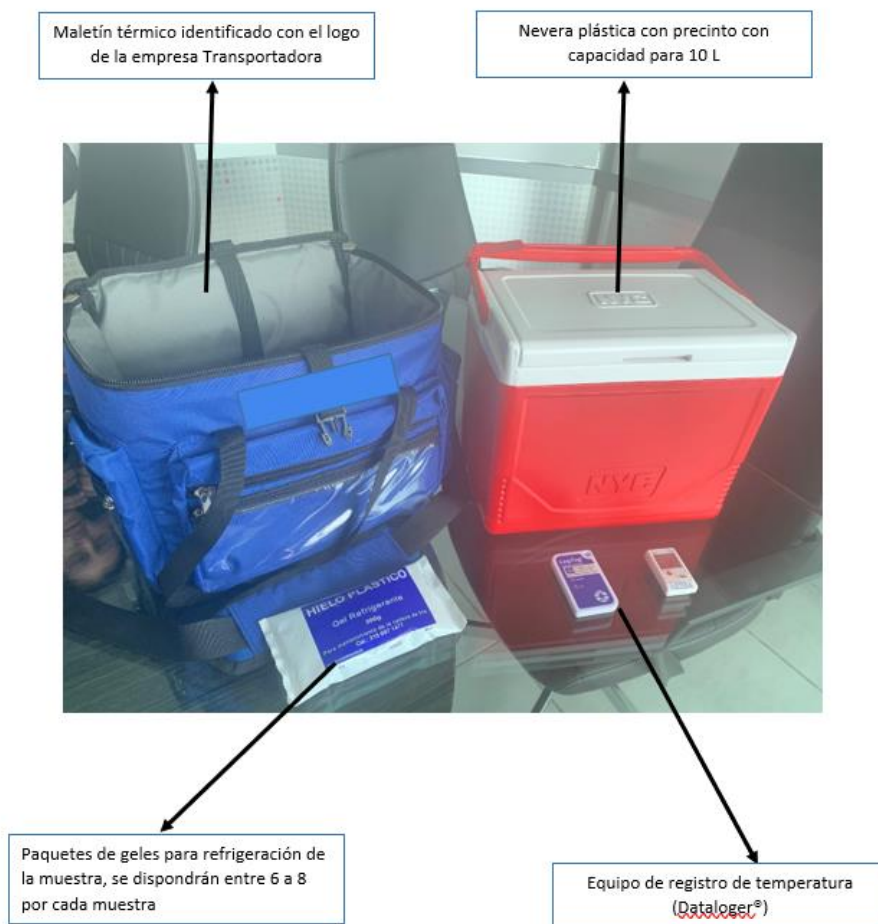 Maletín térmico identificado con el logo
de la empresa Transportadora
Nevera plástica con precinto con
capacidad para 10 L
NYE
HIELO PLASTICO
Gel Refrigerante
Paquetes de geles para refrigeración de
la muestra, se dispondrán entre 6 a 8
por cada muestra
Equipo de registro de temperatura
(Dataloger®)